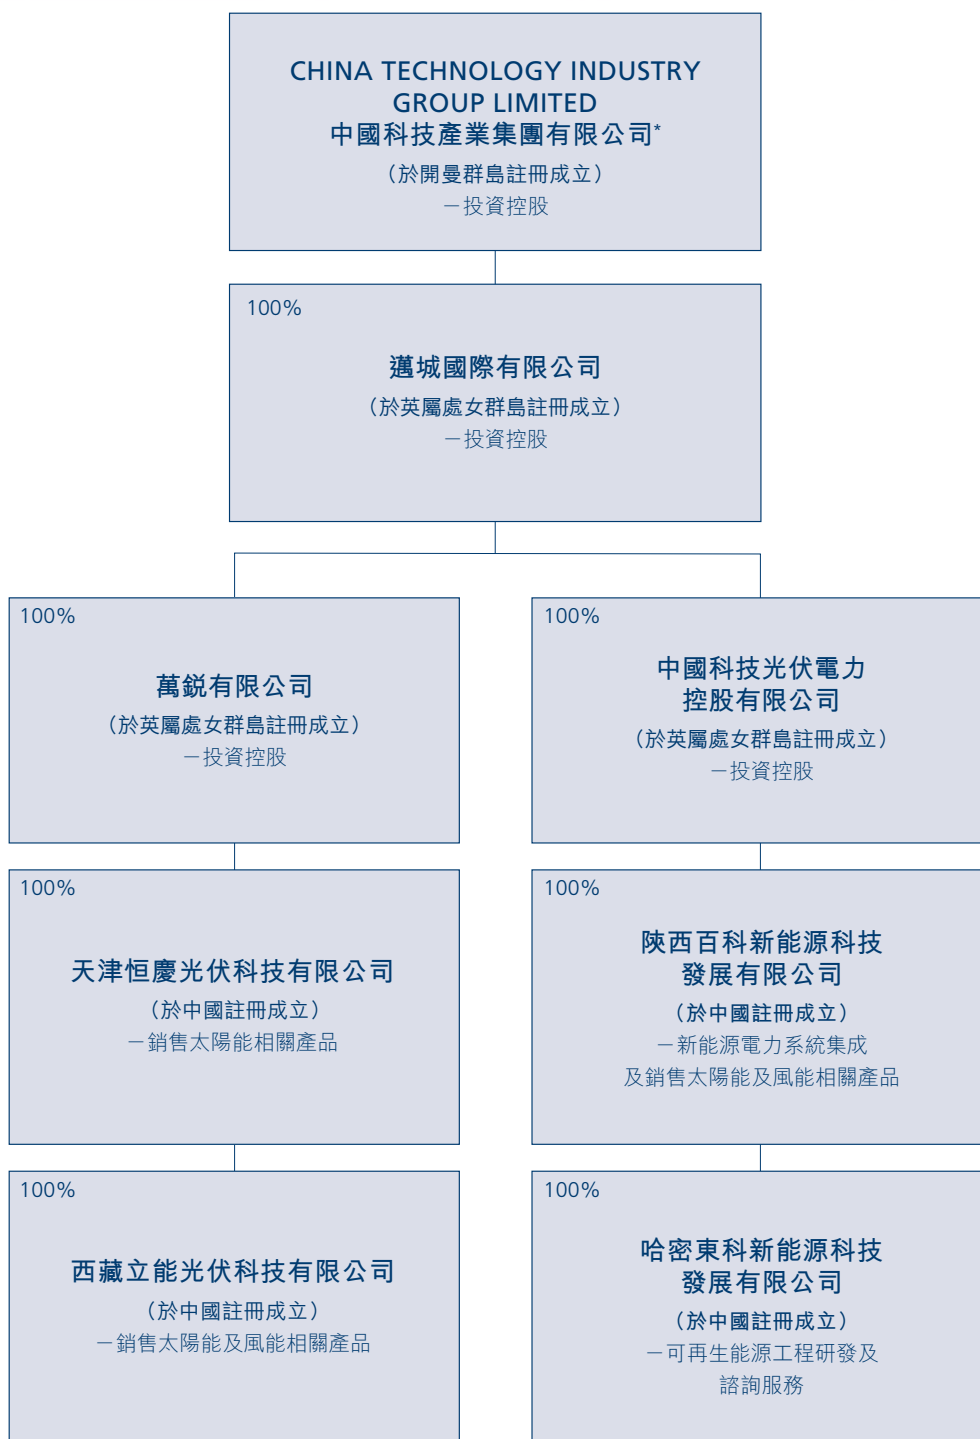 CHINA TECHNOLOGY INDUSTRY
GROUP LIMITED
中國科技產業集團有限公司*
（於開曼群島註冊成立）
－投資控股
100%
邁城國際有限公司
（於英屬處女群島註冊成立）
－投資控股
100%
萬銳有限公司
（於英屬處女群島註冊成立）
－投資控股
100%
中國科技光伏電力
控股有限公司
（於英屬處女群島註冊成立）
－投資控股
100%
天津恒慶光伏科技有限公司
（於中國註冊成立）
－銷售太陽能相關產品
100%
陝西百科新能源科技
發展有限公司
（於中國註冊成立）
－新能源電力系統集成
及銷售太陽能及風能相關產品
100%
西藏立能光伏科技有限公司
（於中國註冊成立）
－銷售太陽能及風能相關產品
100%
哈密東科新能源科技
發展有限公司
（於中國註冊成立）
－可再生能源工程研發及
諮詢服務